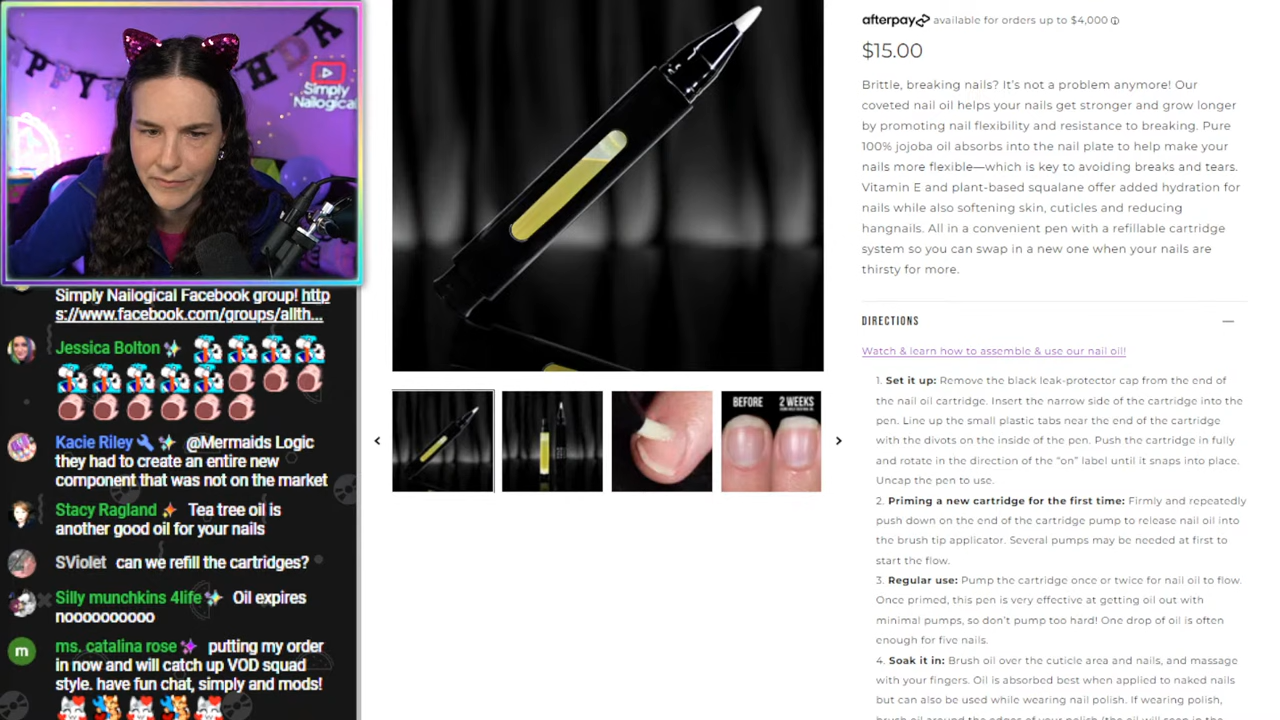 Simply
Nailogical
Simply Nailogical Facebook group! http
s://www.facebook.com/groups/allth...
Jessica Bolton
Kacie Riley @Mermaids Logic
they had to create an entire new
component that was not on the market
Stacy Ragland Tea tree oil is
another good oil for your nails
SViolet can we refill the cartridges?
Silly munchkins 4life Oil expires
nooooooooo
m
ms. catalina rose putting my order
in now and will catch up VOD squad
style. have fun chat, simply and mods!
BEFORE
2 WEEKS
afterpay available for orders up to $4,000
$15.00
Brittle, breaking nails? It's not a problem anymore! Our
coveted nail oil helps your nails get stronger and grow longer
by promoting nail flexibility and resistance to breaking. Pure
100% jojoba oil absorbs into the nail plate to help make your
nails more flexible—which is key to avoiding breaks and tears.
Vitamin E and plant-based squalane offer added hydration for
nails while also softening skin, cuticles and reducing
hangnails. All in a convenient pen with a refillable cartridge
system so you can swap in a new one when your nails are
thirsty for more.
DIRECTIONS
Watch & learn how to assemble & use our nail oil!
1. Set it up: Remove the black leak-protector cap from the end of
the nail oil cartridge. Insert the narrow side of the cartridge into the
pen. Line up the small plastic tabs near the end of the cartridge
with the divots on the inside of the pen. Push the cartridge in fully
and rotate in the direction of the "on" label until it snaps into place.
Uncap the pen to use.
2. Priming a new cartridge for the first time: Firmly and repeatedly
push down on the end of the cartridge pump to release nail oil into
the brush tip applicator. Several pumps may be needed at first to
start the flow.
3. Regular use: Pump the cartridge once or twice for nail oil to flow.
Once primed, this pen is very effective at getting oil out with
minimal pumps, so don't pump too hard! One drop of oil is often
enough for five nails.
4. Soak it in: Brush oil over the cuticle area and nails, and massage
with your fingers. Oil is absorbed best when applied to naked nails
but can also be used while wearing nail polish. If wearing polish,